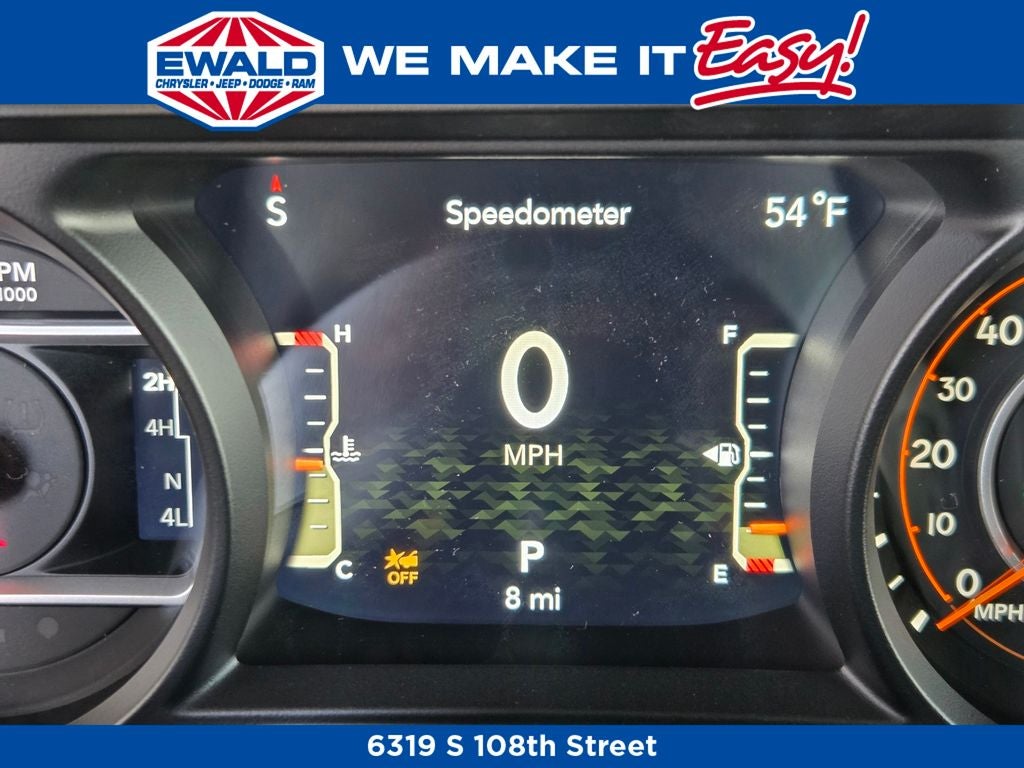 EWALD
CHRYSLER • JEEP • DODGE • RAM
WE MAKE IT Easy!
A
S
Speedometer
54°F
PM
1000
H
F
40
0
2H
4H
30
MPH
20
N
4L
10
P
C
E
OFF
8 mi
0
MPH
6319 S 108th Street